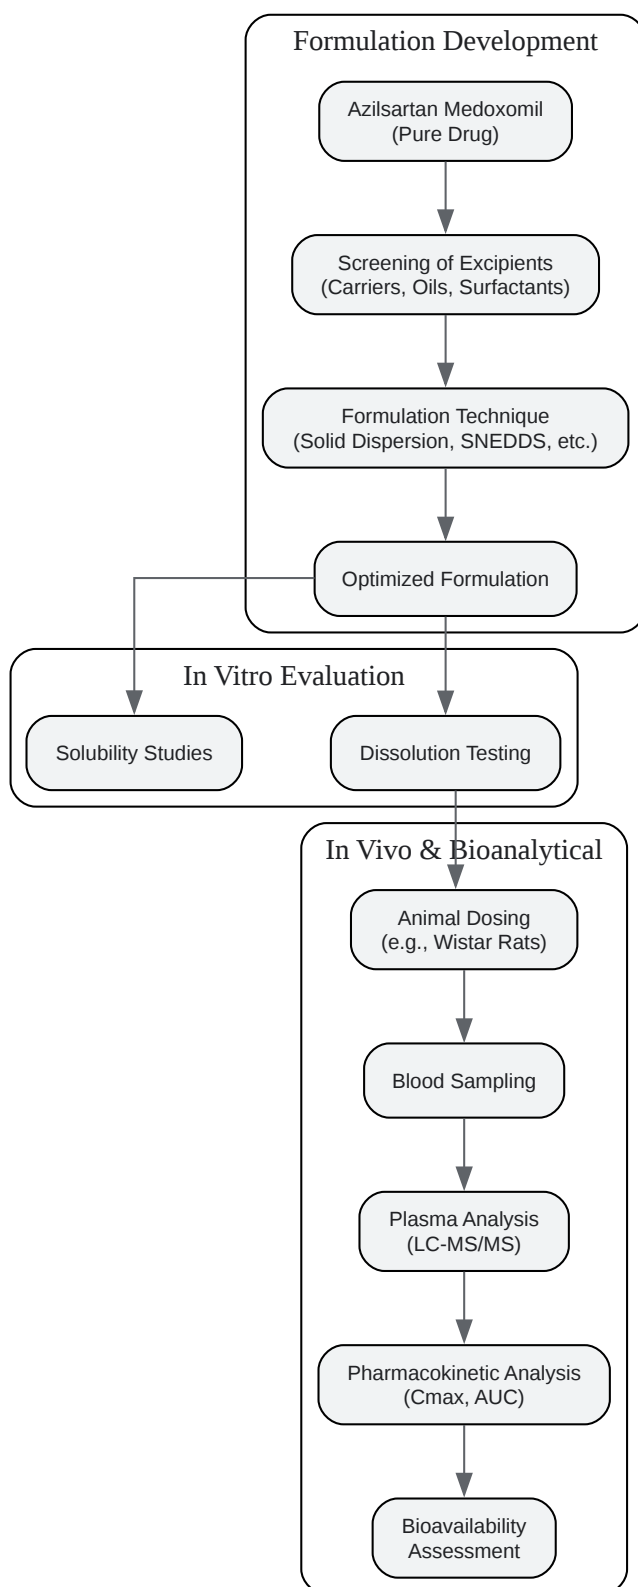 Formulation Development
Azilsartan Medoxomil
(Pure Drug)
Screening of Excipients
(Carriers, Oils, Surfactants)
Formulation Technique
(Solid Dispersion, SNEDDS, etc.)
Optimized Formulation
In Vitro Evaluation
Solubility Studies
Dissolution Testing
In Vivo & Bioanalytical
Animal Dosing
(e.g., Wistar Rats)
Blood Sampling
Plasma Analysis
(LC-MS/MS)
Pharmacokinetic Analysis
(Cmax, AUC)
Bioavailability
Assessment